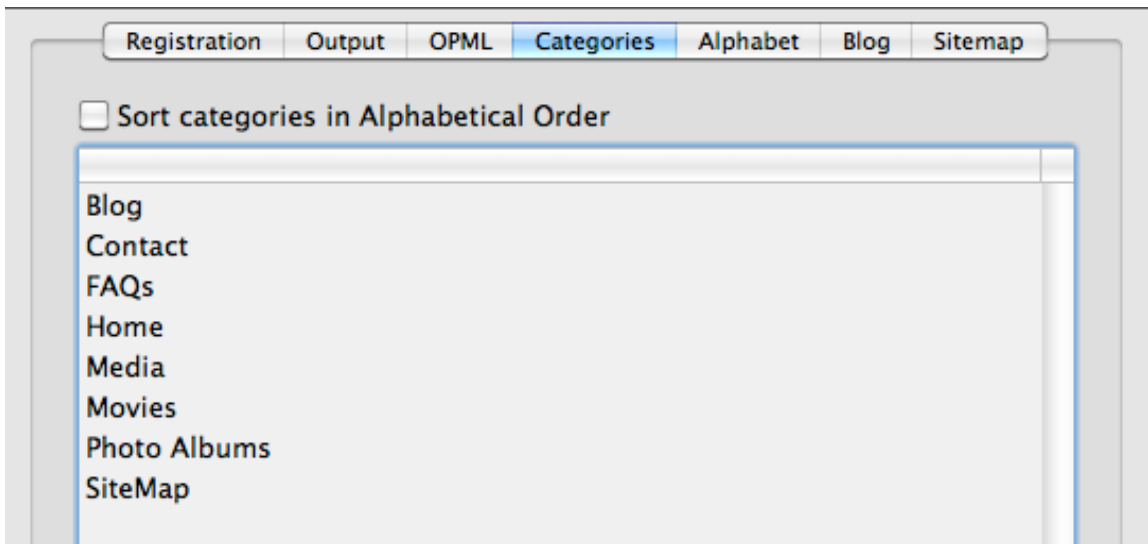 Registration Output OPML Categories Alphabet Blog Sitemap
Sort categories in Alphabetical Order
Blog
Contact
FAQs
Home
Media
Movies
Photo Albums
SiteMap